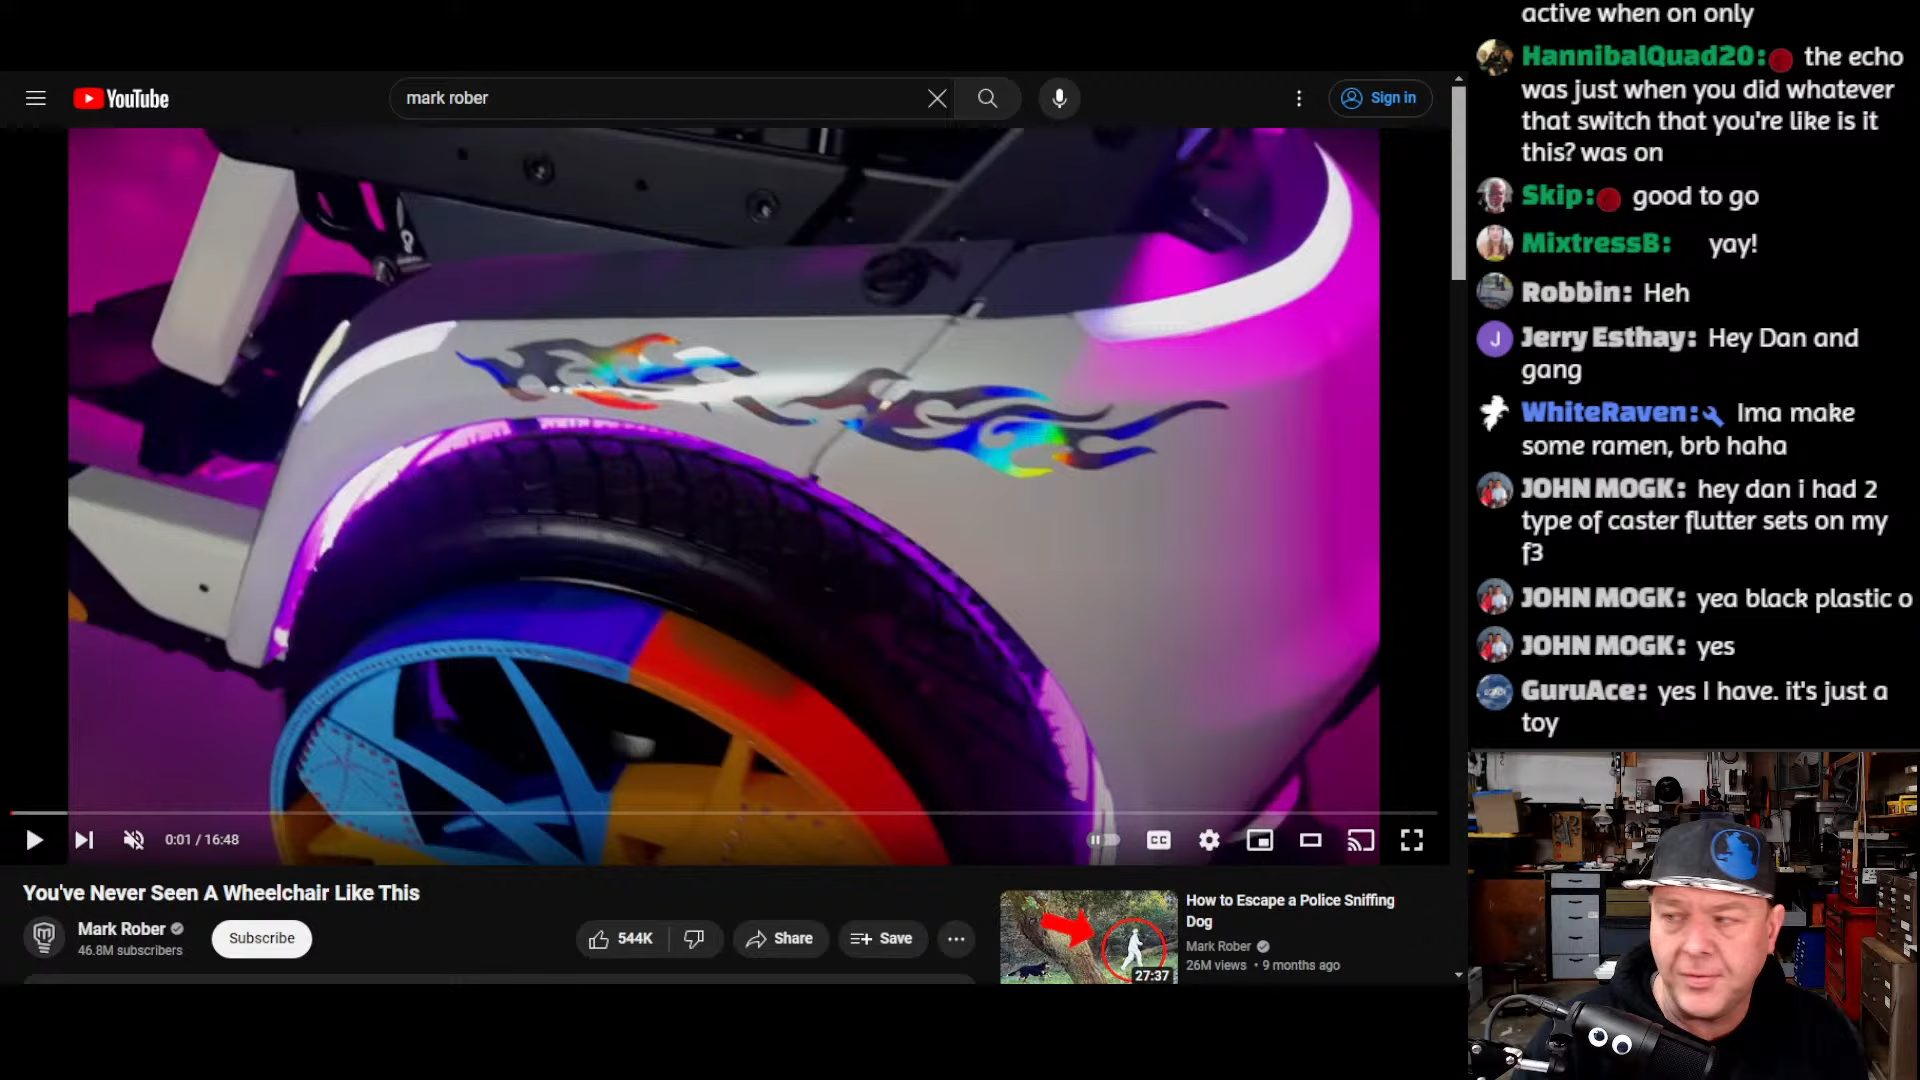 active when on only
HannibalQuad20: the echo
was just when you did whatever
that switch that you're like is it
this? was on
Skip: good to go
MixtressB: yay!
Robbin: Heh
J Jerry Esthay: Hey Dan and
gang
WhiteRaven: Ima make
some ramen, brb haha
JOHN MOGK: hey dan i had 2
type of caster flutter sets on my
f3
JOHN MOGK: yea black plastic o
JOHN MOGK: yes
GuruAce: yes I have. it's just a
toy
YouTube
mark rober
Sign in
0:01 / 16:48
CC
You've Never Seen A Wheelchair Like This
Mark Rober
46.8M subscribers
Subscribe
544K
Share
Save
27:37
How to Escape a Police Sniffing
Dog
Mark Rober
26M views • 9 months ago